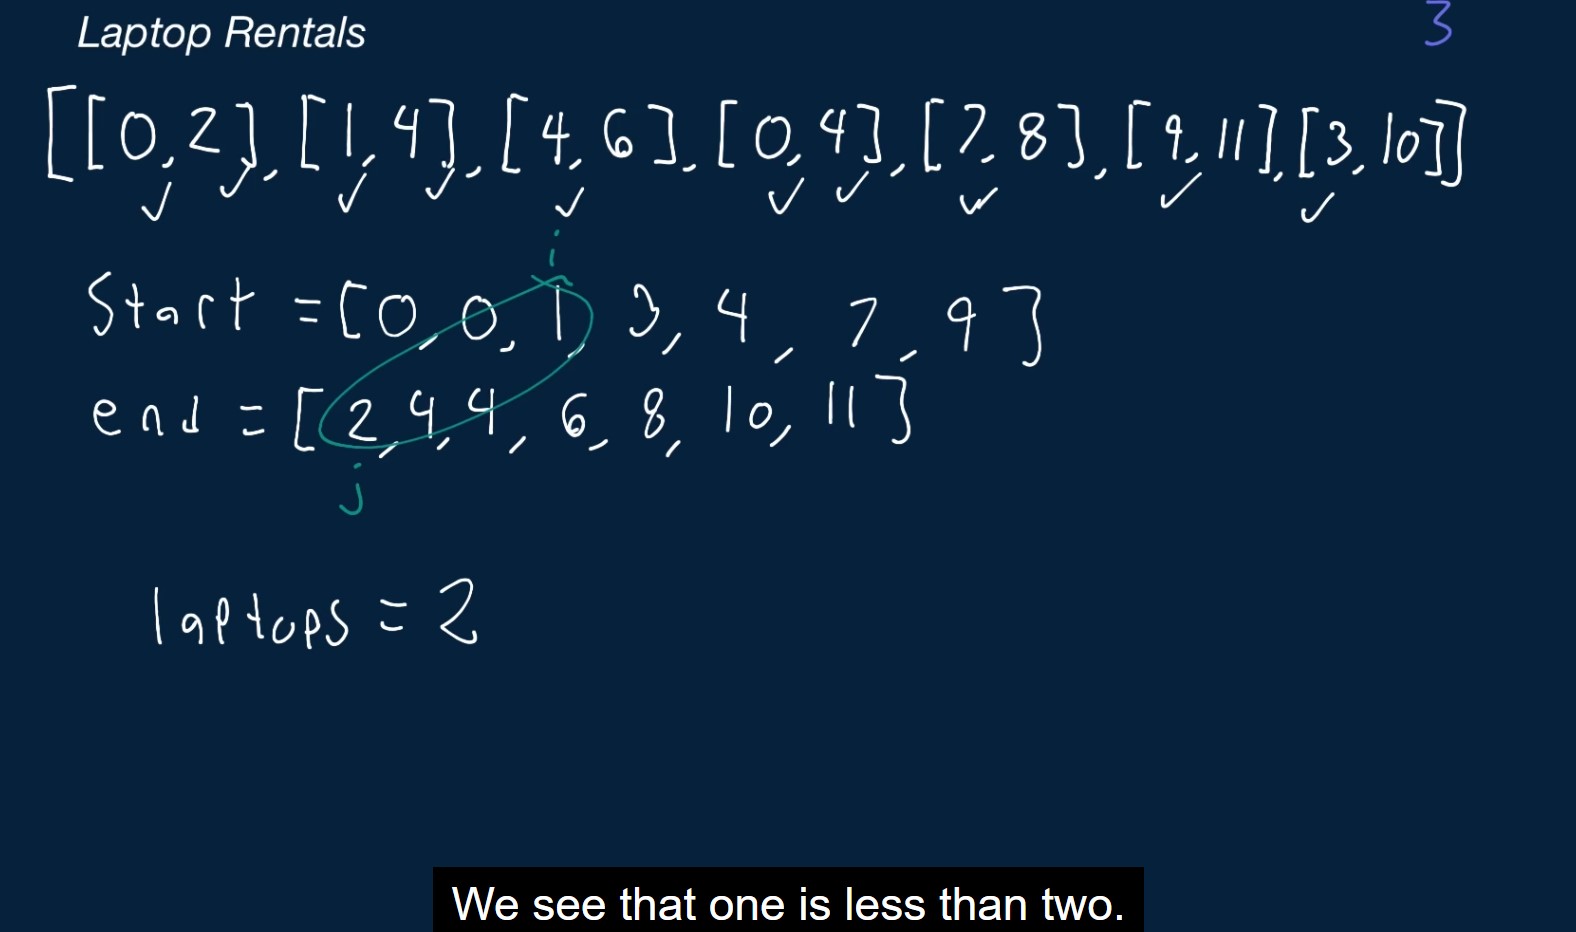 Laptop Rentals
3
[[0,2],[1,4],[4,6],[0,4],[7,8],[9,11],[3,10]]
i
Start =[0,0,1,3,4,7,9]
end =[2,4,4,6,8,10,11]
j
laptops = 2
We see that one is less than two.